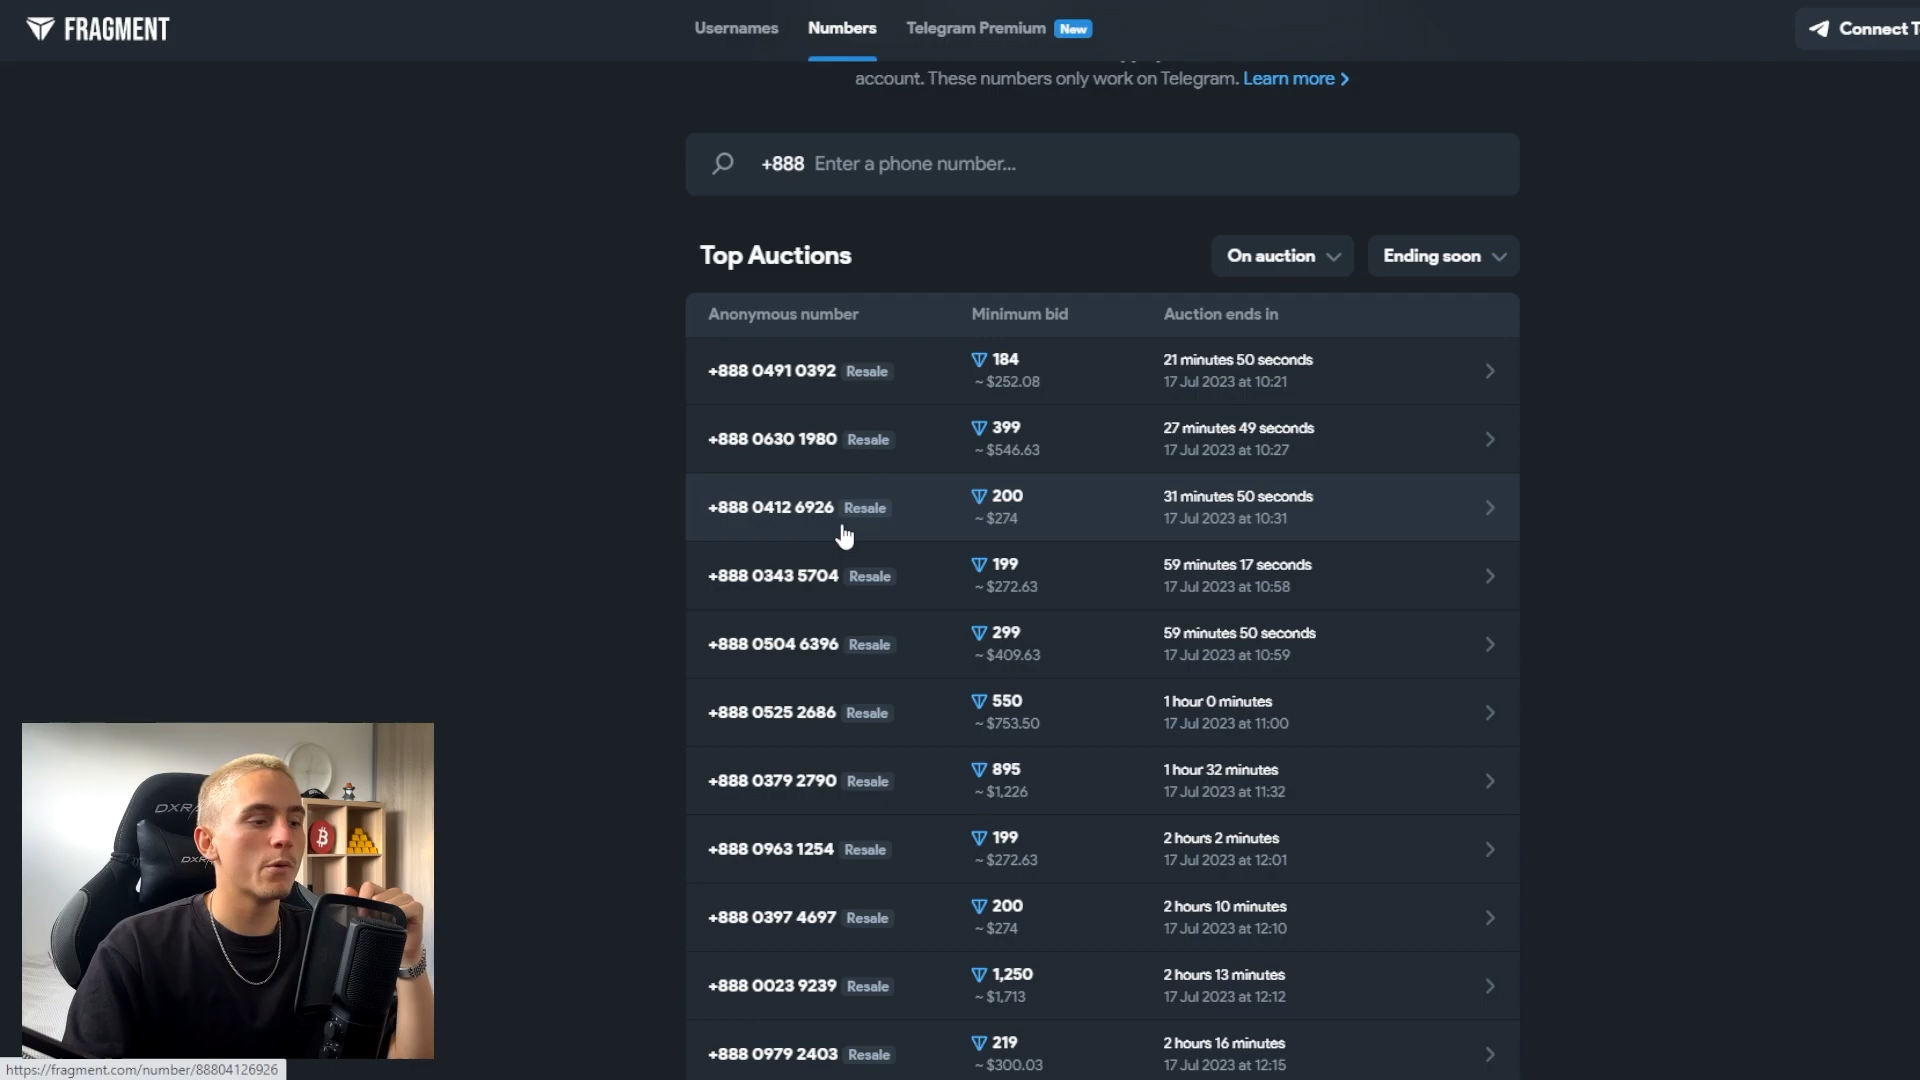 FRAGMENT
Usernames
Numbers
Telegram Premium New
Connect T
account. These numbers only work on Telegram. Learn more >
+888 Enter a phone number...
Top Auctions
On auction
Ending soon
Anonymous number Minimum bid Auction ends in
+888 0491 0392 Resale 184 21 minutes 50 seconds
~ $252.08 17 Jul 2023 at 10:21
+888 0630 1980 Resale 399 27 minutes 49 seconds
~ $546.63 17 Jul 2023 at 10:27
+888 0412 6926 Resale 200 31 minutes 50 seconds
~ $274 17 Jul 2023 at 10:31
+888 0343 5704 Resale 199 59 minutes 17 seconds
~ $272.63 17 Jul 2023 at 10:58
+888 0504 6396 Resale 299 59 minutes 50 seconds
~ $409.63 17 Jul 2023 at 10:59
+888 0525 2686 Resale 550 1 hour 0 minutes
~ $753.50 17 Jul 2023 at 11:00
+888 0379 2790 Resale 895 1 hour 32 minutes
~ $1,226 17 Jul 2023 at 11:32
+888 0963 1254 Resale 199 2 hours 2 minutes
~ $272.63 17 Jul 2023 at 12:01
+888 0397 4697 Resale 200 2 hours 10 minutes
~ $274 17 Jul 2023 at 12:10
+888 0023 9239 Resale 1,250 2 hours 13 minutes
~ $1,713 17 Jul 2023 at 12:12
+888 0979 2403 Resale 219 2 hours 16 minutes
~ $300.03 17 Jul 2023 at 12:15
https://fragment.com/number/88804126926